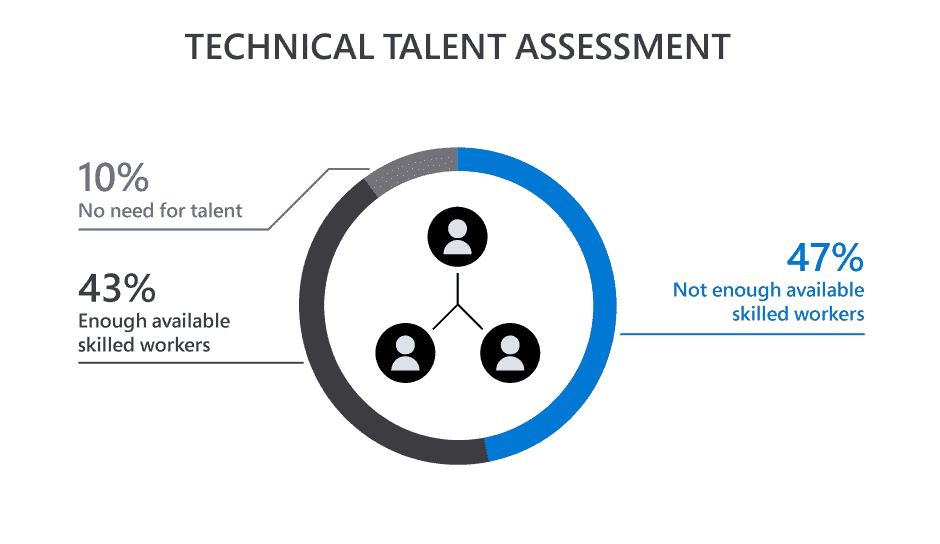 TECHNICAL TALENT ASSESSMENT
10%
No need for talent
43%
Enough available
skilled workers
47%
Not enough available
skilled workers